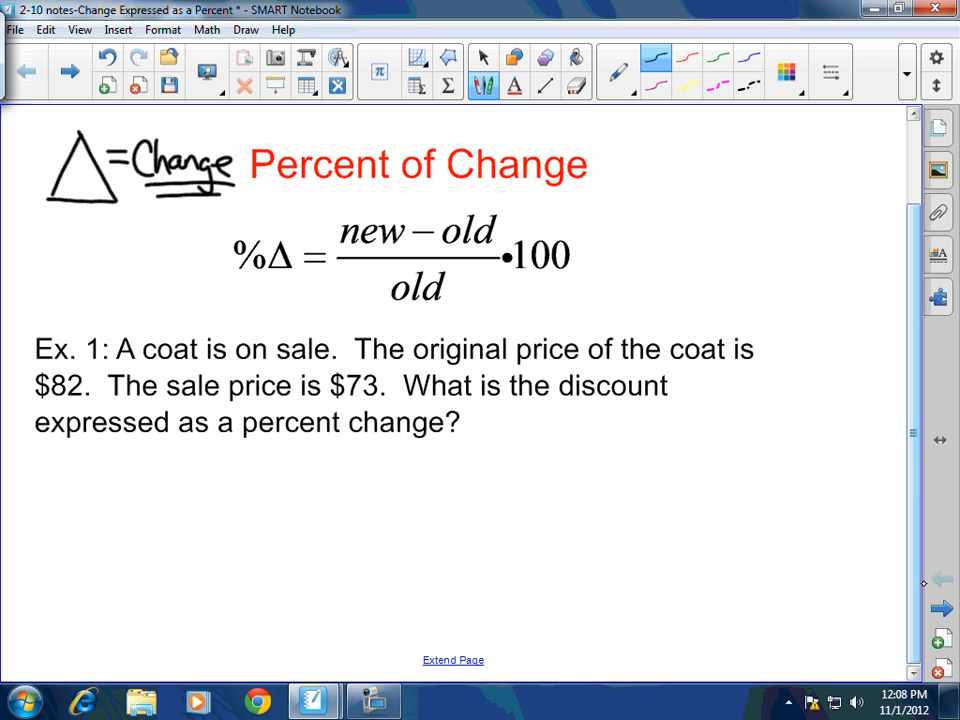 2-10 notes-Change Expressed as a Percent * - SMART Notebook
File Edit View Insert Format Math Draw Help
Δ = Change Percent of Change
%Δ = (new – old / old) •100
Ex. 1: A coat is on sale. The original price of the coat is
$82. The sale price is $73. What is the discount
expressed as a percent change?
Extend Page
12:08 PM
11/1/2012